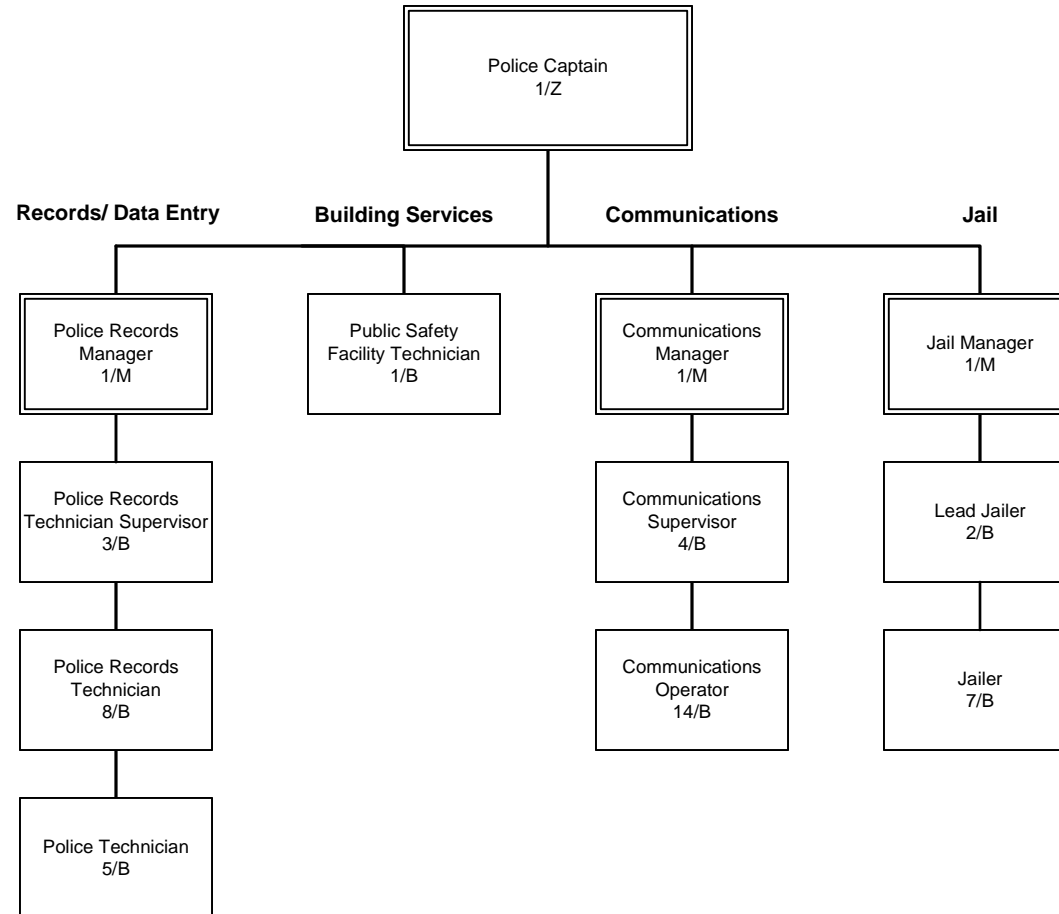 Police Captain
1/Z
Records/ Data Entry
Building Services
Communications
Jail
Police Records
Manager
1/M
Public Safety
Facility Technician
1/B
Communications
Manager
1/M
Jail Manager
1/M
Police Records
Technician Supervisor
3/B
Communications
Supervisor
4/B
Lead Jailer
2/B
Police Records
Technician
8/B
Communications
Operator
14/B
Jailer
7/B
Police Technician
5/B